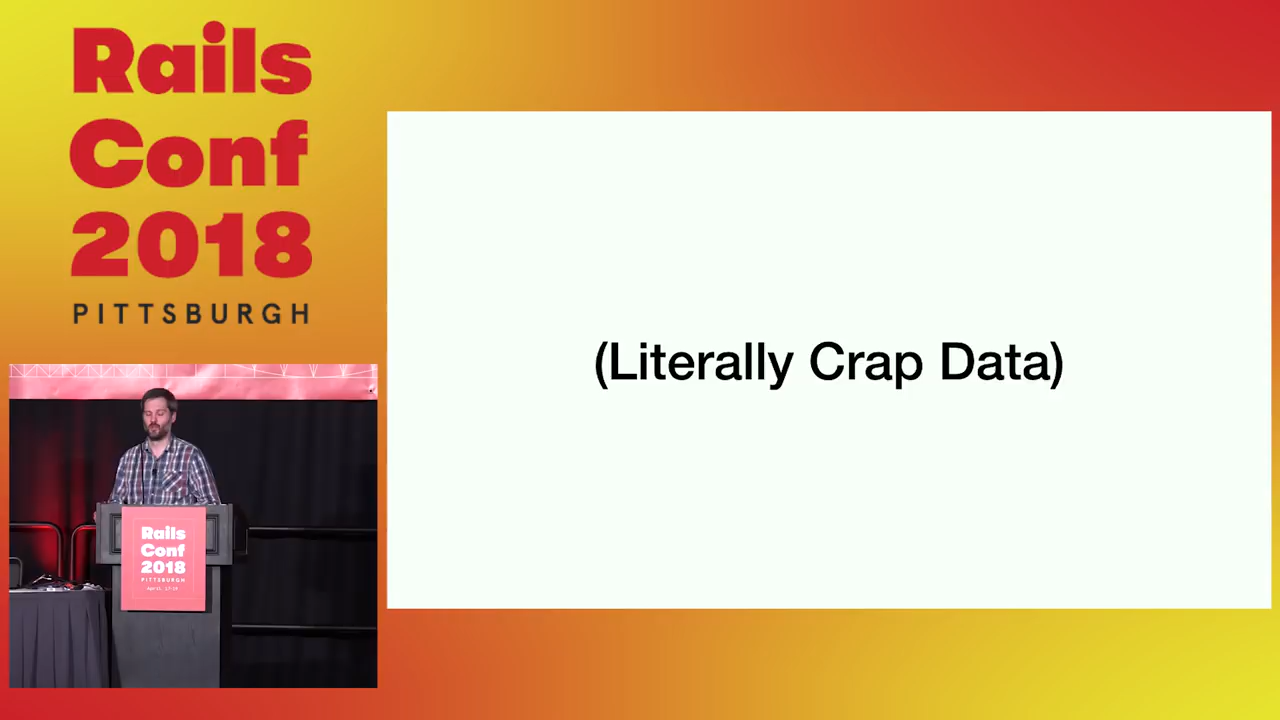 Rails
Conf
2018
PITTSBURGH
(Literally Crap Data)
Rails
Conf
2018
PITTSBURGH